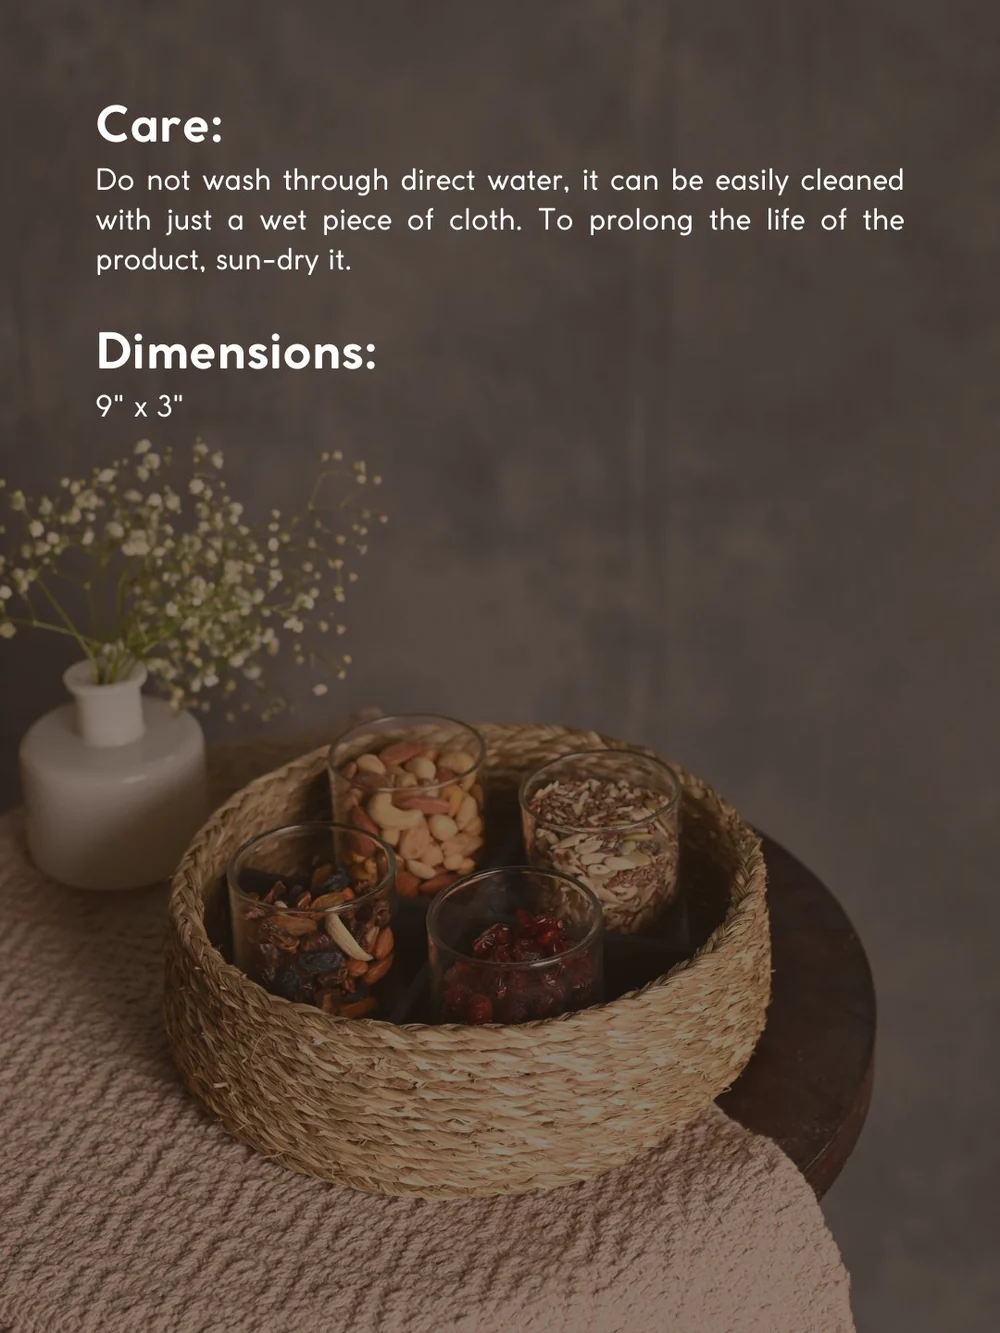 Care:
Do not wash through direct water, it can be easily cleaned
with just a wet piece of cloth. To prolong the life of the
product, sun-dry it.
Dimensions:
9" x 3"